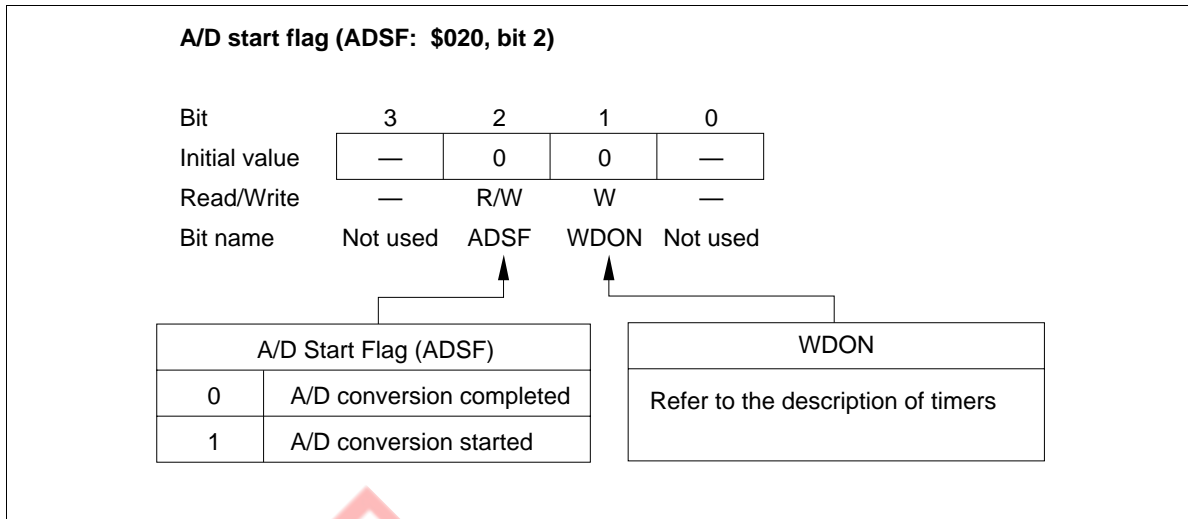 A/D start flag (ADSF: $020, bit 2)
Bit 3 2 1 0
Initial value — 0 0 —
Read/Write — R/W W —
Bit name Not used ADSF WDON Not used
A/D Start Flag (ADSF)
0 A/D conversion completed
1 A/D conversion started
WDON
Refer to the description of timers